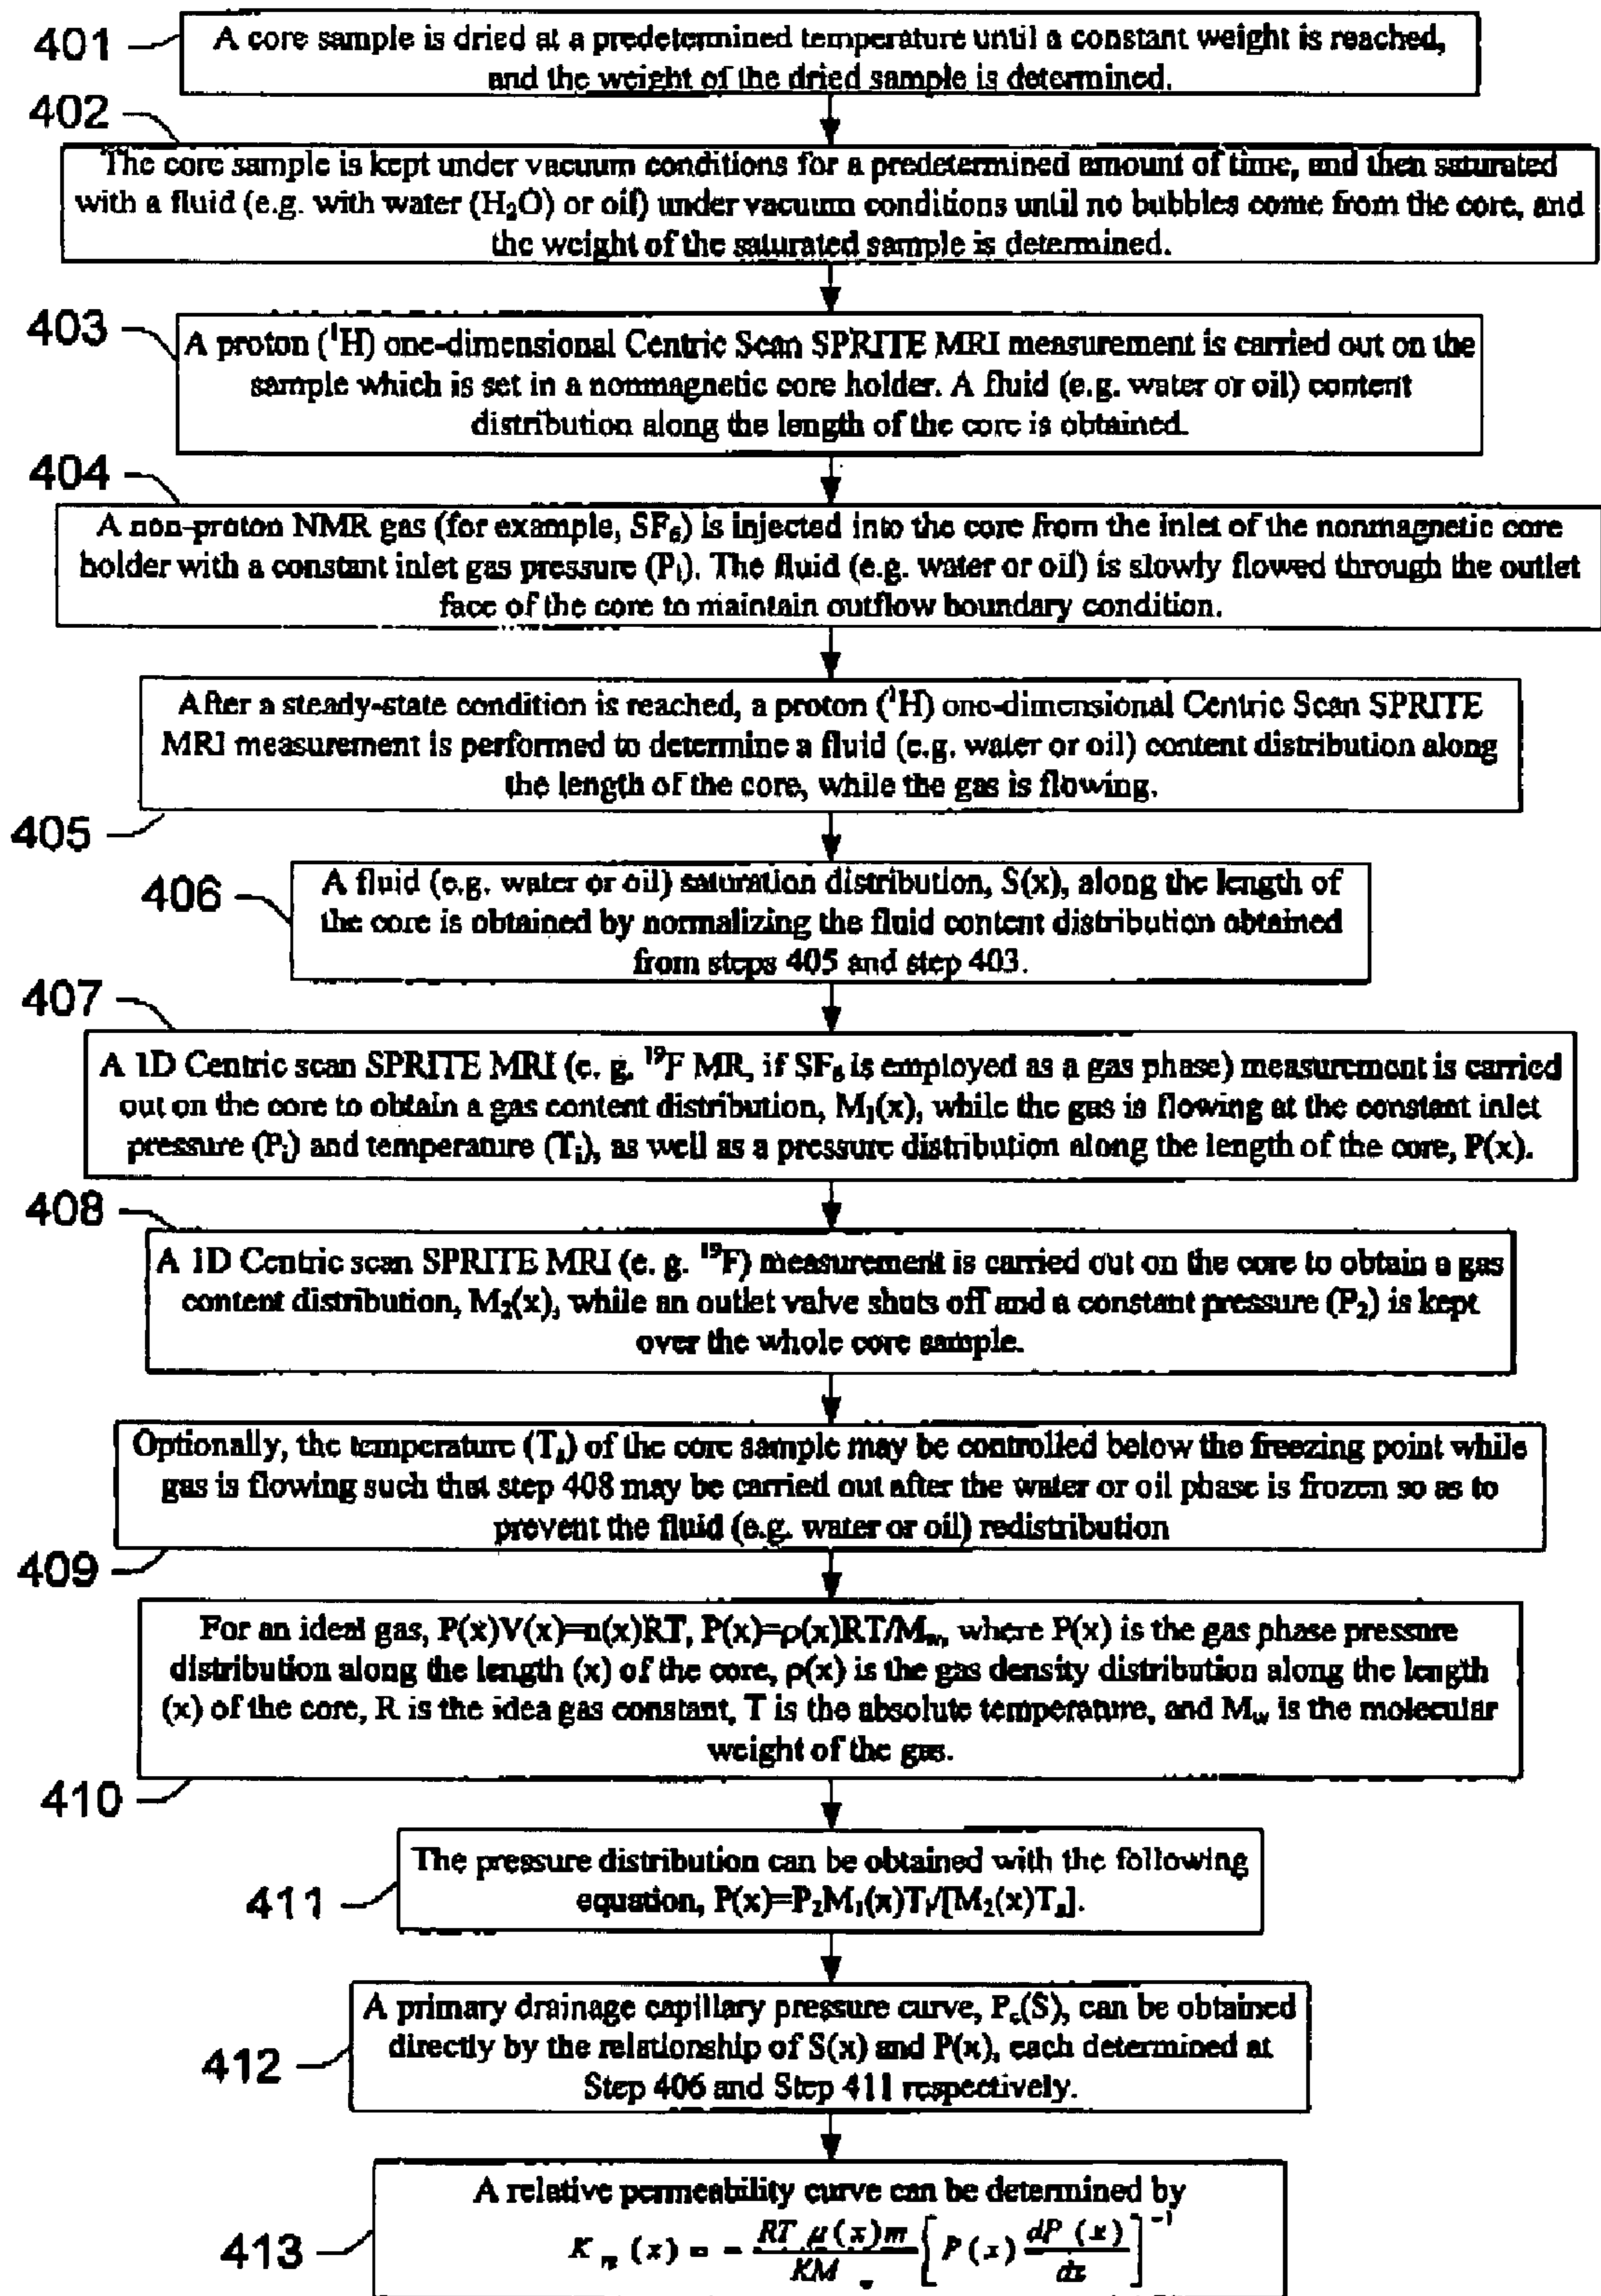 401
A core sample is dried at a predetermined temperature until a constant weight is reached,
and the weight of the dried sample is determined.
402
The core sample is kept under vacuum conditions for a predetermined amount of time, and then saturated
with a fluid (e.g. with water (H₂O) or oil) under vacuum conditions until no bubbles come from the core, and
the weight of the saturated sample is determined.
403
A proton (¹H) one-dimensional Centric Scan SPRITE MRI measurement is carried out on the
sample which is set in a nonmagnetic core holder. A fluid (e.g. water or oil) content
distribution along the length of the core is obtained.
404
A non-proton NMR gas (for example, SF₆) is injected into the core from the inlet of the nonmagnetic core
holder with a constant inlet gas pressure (Pᵢ). The fluid (e.g. water or oil) is slowly flowed through the outlet
face of the core to maintain outflow boundary condition.
After a steady-state condition is reached, a proton (¹H) one-dimensional Centric Scan SPRITE
MRI measurement is performed to determine a fluid (e.g. water or oil) content distribution along
the length of the core, while the gas is flowing.
405
406
A fluid (e.g. water or oil) saturation distribution, S(x), along the length of
the core is obtained by normalizing the fluid content distribution obtained
from steps 405 and step 403.
407
A 1D Centric scan SPRITE MRI (e. g. ¹⁹F MR, if SF₆ is employed as a gas phase) measurement is carried
out on the core to obtain a gas content distribution, M₁(x), while the gas is flowing at the constant inlet
pressure (Pᵢ) and temperature (Tᵢ), as well as a pressure distribution along the length of the core, P(x).
408
A 1D Centric scan SPRITE MRI (e. g. ¹⁹F) measurement is carried out on the core to obtain a gas
content distribution, M₂(x), while an outlet valve shuts off and a constant pressure (P₂) is kept
over the whole core sample.
Optionally, the temperature (T) of the core sample may be controlled below the freezing point while
gas is flowing such that step 408 may be carried out after the water or oil phase is frozen so as to
prevent the fluid (e.g. water or oil) redistribution
409
For an ideal gas, P(x)V(x)=n(x)RT, P(x)=ρ(x)RT/M_w, where P(x) is the gas phase pressure
distribution along the length (x) of the core, ρ(x) is the gas density distribution along the length
(x) of the core, R is the idea gas constant, T is the absolute temperature, and M_w is the molecular
weight of the gas.
410
The pressure distribution can be obtained with the following
411
equation, P(x)=P₂M₁(x)Tᵢ/[M₂(x)T].
A primary drainage capillary pressure curve, P_c(S), can be obtained
directly by the relationship of S(x) and P(x), each determined at
412
Step 406 and Step 411 respectively.
A relative permeability curve can be determined by
413
K (x) = - RT μ(x)m / KM [P(x) dP(x)/dx]⁻¹